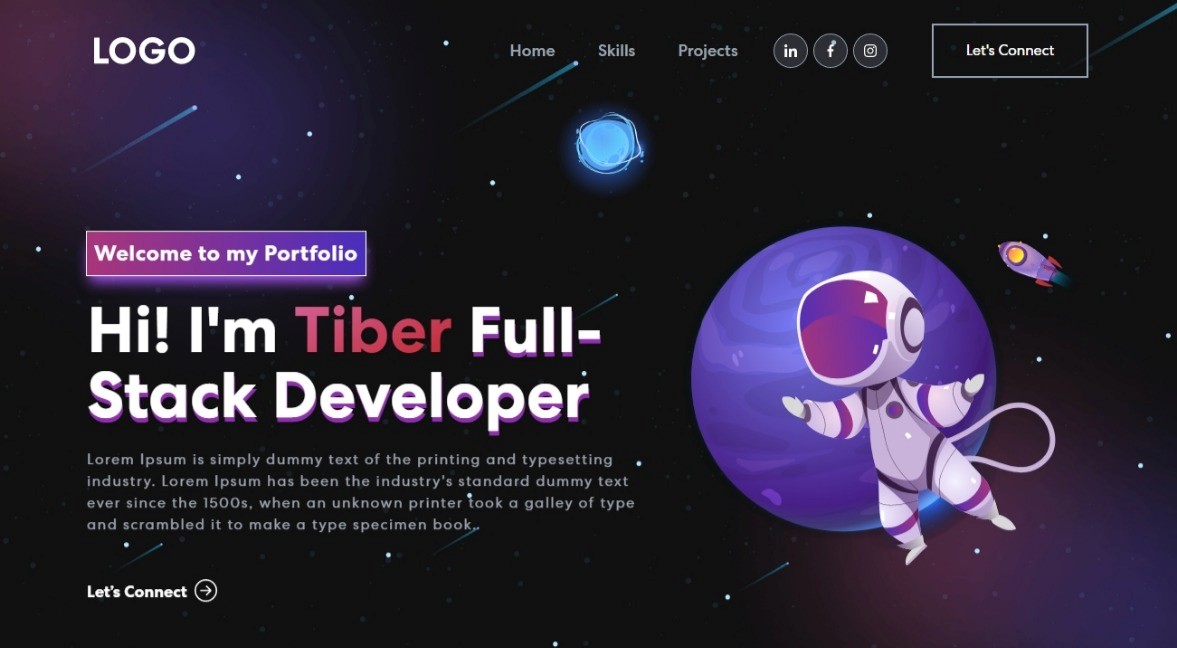 LOGO
Home Skills Projects
Let's Connect
Welcome to my Portfolio
Hi! I'm Tiber Full-
Stack Developer
Lorem Ipsum is simply dummy text of the printing and typesetting
industry. Lorem Ipsum has been the industry's standard dummy text
ever since the 1500s, when an unknown printer took a galley of type
and scrambled it to make a type specimen book..
Let's Connect